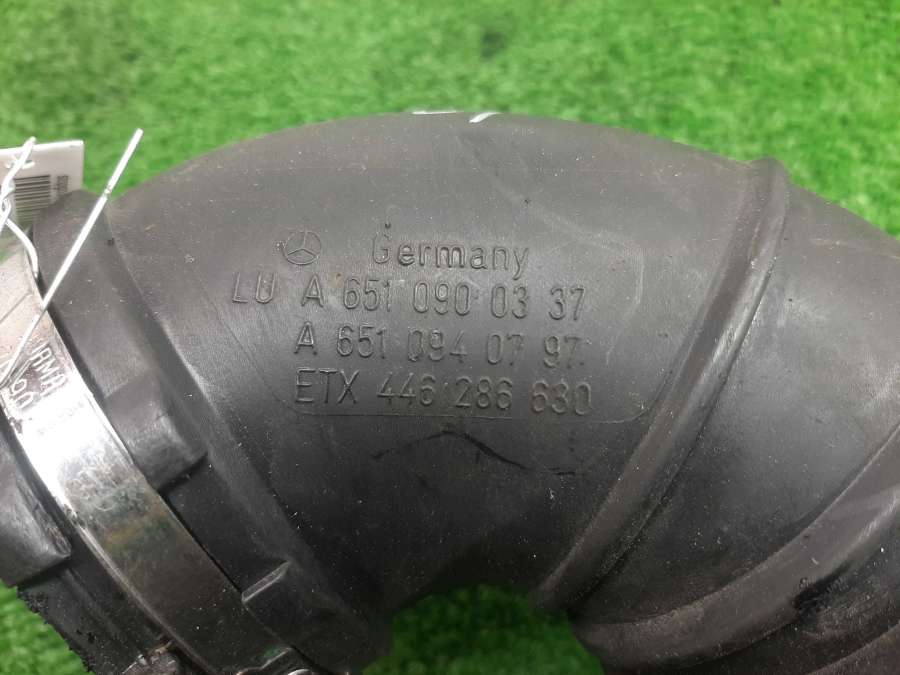 Germany
LU A 651 090 03 37
A 651 094 07 97
ETX 446 286 630